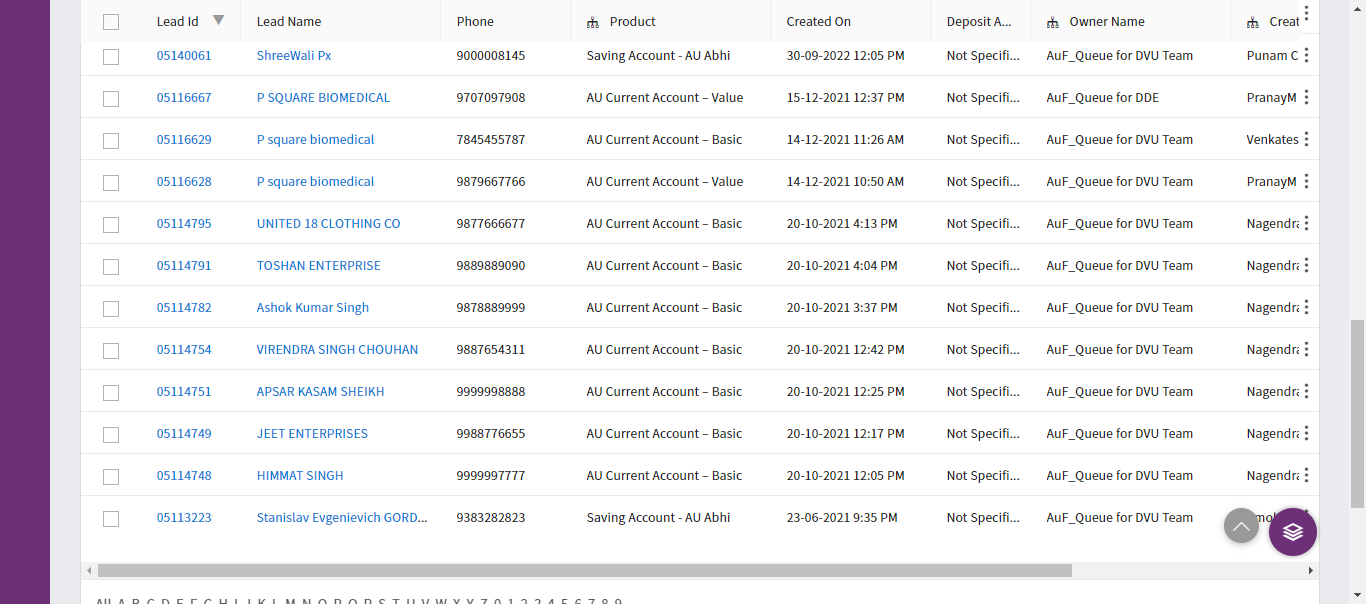 Lead Id Lead Name Phone Product Created On Deposit A... Owner Name Creat
05140061 ShreeWali Px 9000008145 Saving Account - AU Abhi 30-09-2022 12:05 PM Not Specifi... AuF_Queue for DVU Team Punam C
05116667 P SQUARE BIOMEDICAL 9707097908 AU Current Account – Value 15-12-2021 12:37 PM Not Specifi... AuF_Queue for DDE PranayM
05116629 P square biomedical 7845455787 AU Current Account – Basic 14-12-2021 11:26 AM Not Specifi... AuF_Queue for DVU Team Venkates
05116628 P square biomedical 9879667766 AU Current Account – Value 14-12-2021 10:50 AM Not Specifi... AuF_Queue for DVU Team PranayM
05114795 UNITED 18 CLOTHING CO 9877666677 AU Current Account – Basic 20-10-2021 4:13 PM Not Specifi... AuF_Queue for DVU Team Nagendra
05114791 TOSHAN ENTERPRISE 9889889090 AU Current Account – Basic 20-10-2021 4:04 PM Not Specifi... AuF_Queue for DVU Team Nagendra
05114782 Ashok Kumar Singh 9878889999 AU Current Account – Basic 20-10-2021 3:37 PM Not Specifi... AuF_Queue for DVU Team Nagendra
05114754 VIRENDRA SINGH CHOUHAN 9887654311 AU Current Account – Basic 20-10-2021 12:42 PM Not Specifi... AuF_Queue for DVU Team Nagendra
05114751 APSAR KASAM SHEIKH 9999998888 AU Current Account – Basic 20-10-2021 12:25 PM Not Specifi... AuF_Queue for DVU Team Nagendra
05114749 JEET ENTERPRISES 9988776655 AU Current Account – Basic 20-10-2021 12:17 PM Not Specifi... AuF_Queue for DVU Team Nagendra
05114748 HIMMAT SINGH 9999997777 AU Current Account – Basic 20-10-2021 12:05 PM Not Specifi... AuF_Queue for DVU Team Nagendra
05113223 Stanislav Evgenievich GORD... 9383282823 Saving Account - AU Abhi 23-06-2021 9:35 PM Not Specifi... AuF_Queue for DVU Team
All A B C D E F G H I J K L M N O P Q R S T U V W X Y Z 0 1 2 3 4 5 6 7 8 9